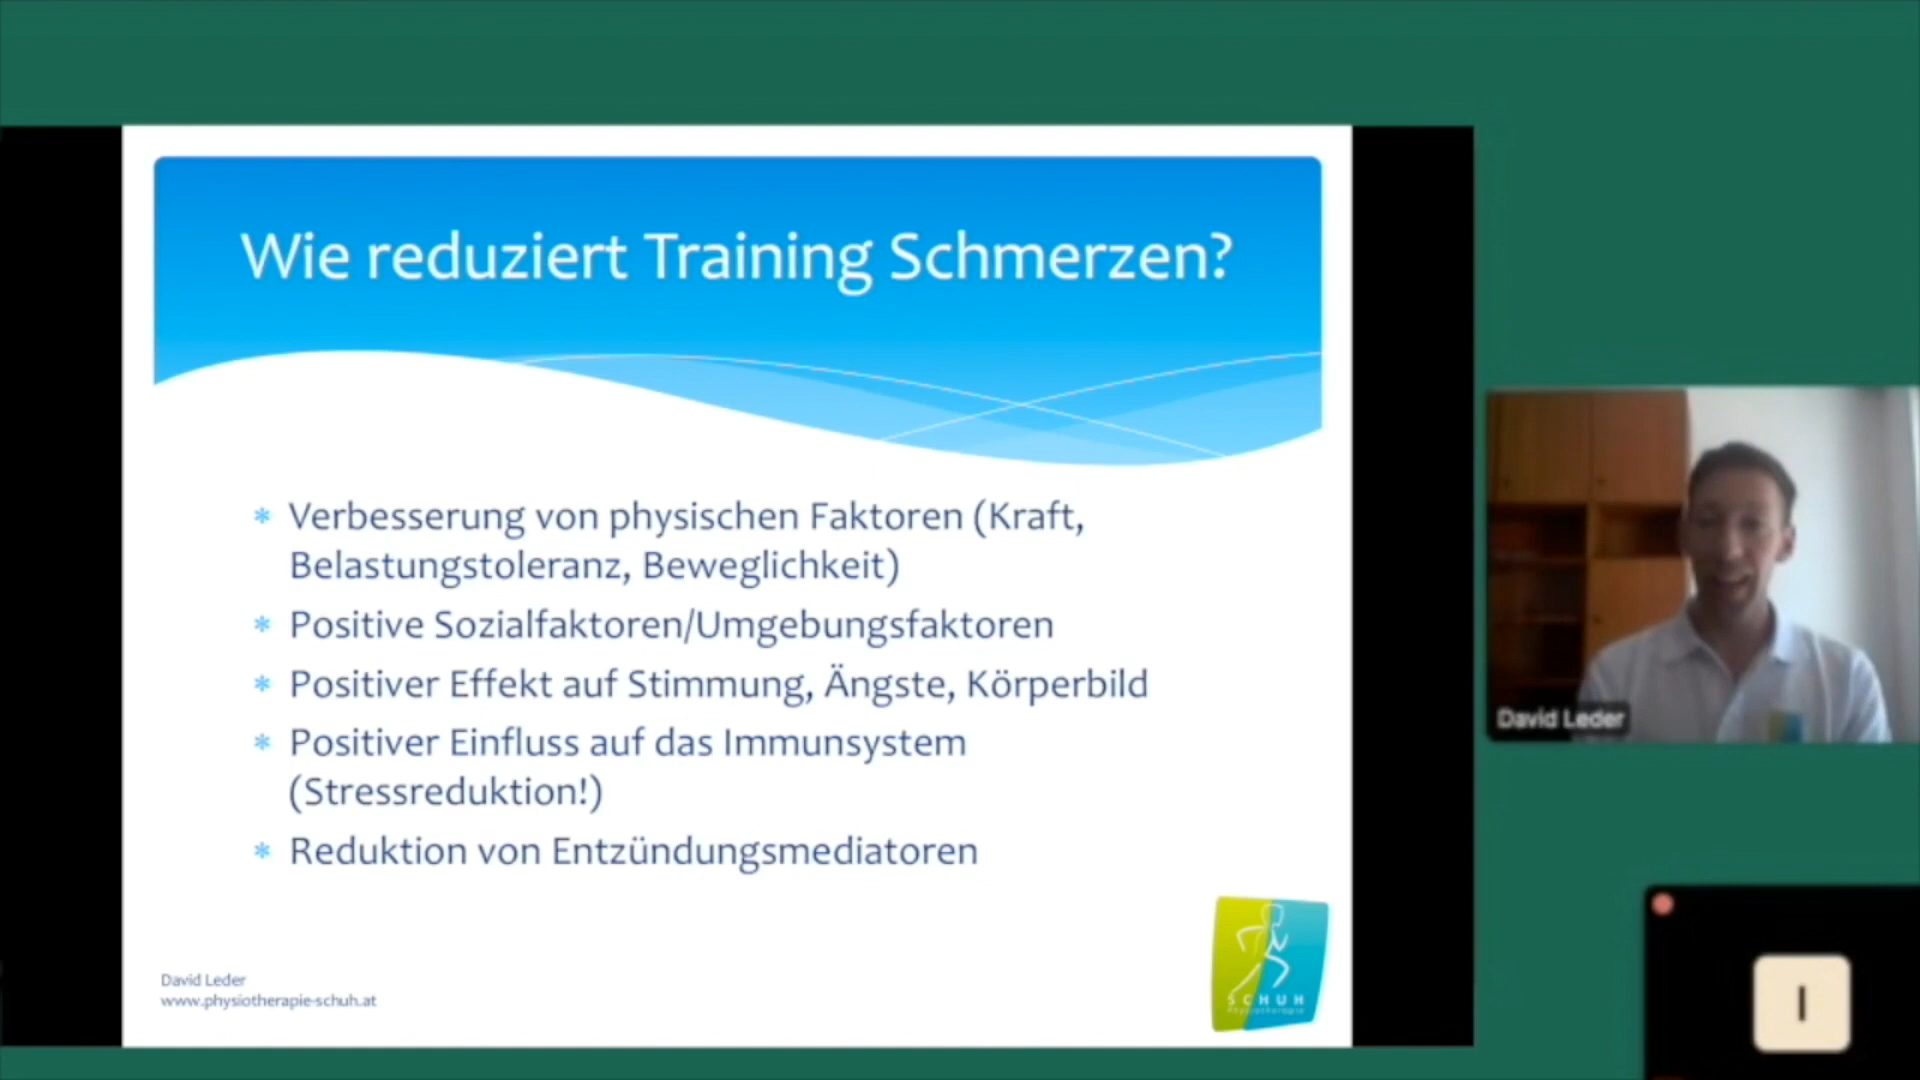 Wie reduziert Training Schmerzen?
* Verbesserung von physischen Faktoren (Kraft,
Belastungstoleranz, Beweglichkeit)
* Positive Sozialfaktoren/Umgebungsfaktoren
* Positiver Effekt auf Stimmung, Ängste, Körperbild
* Positiver Einfluss auf das Immunsystem
(Stressreduktion!)
* Reduktion von Entzündungsmediatoren
David Leder
www.physiotherapie-schuh.at
SCHUH
Physiotherapie
David Leder
I